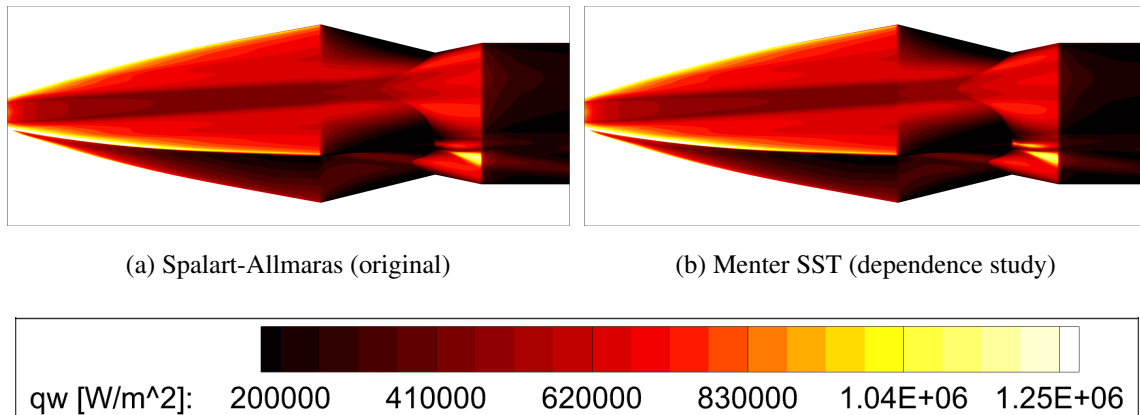 (a) Spalart-Allmaras (original)
(b) Menter SST (dependence study)
qw [W/m^2]: 200000 410000 620000 830000 1.04E+06 1.25E+06